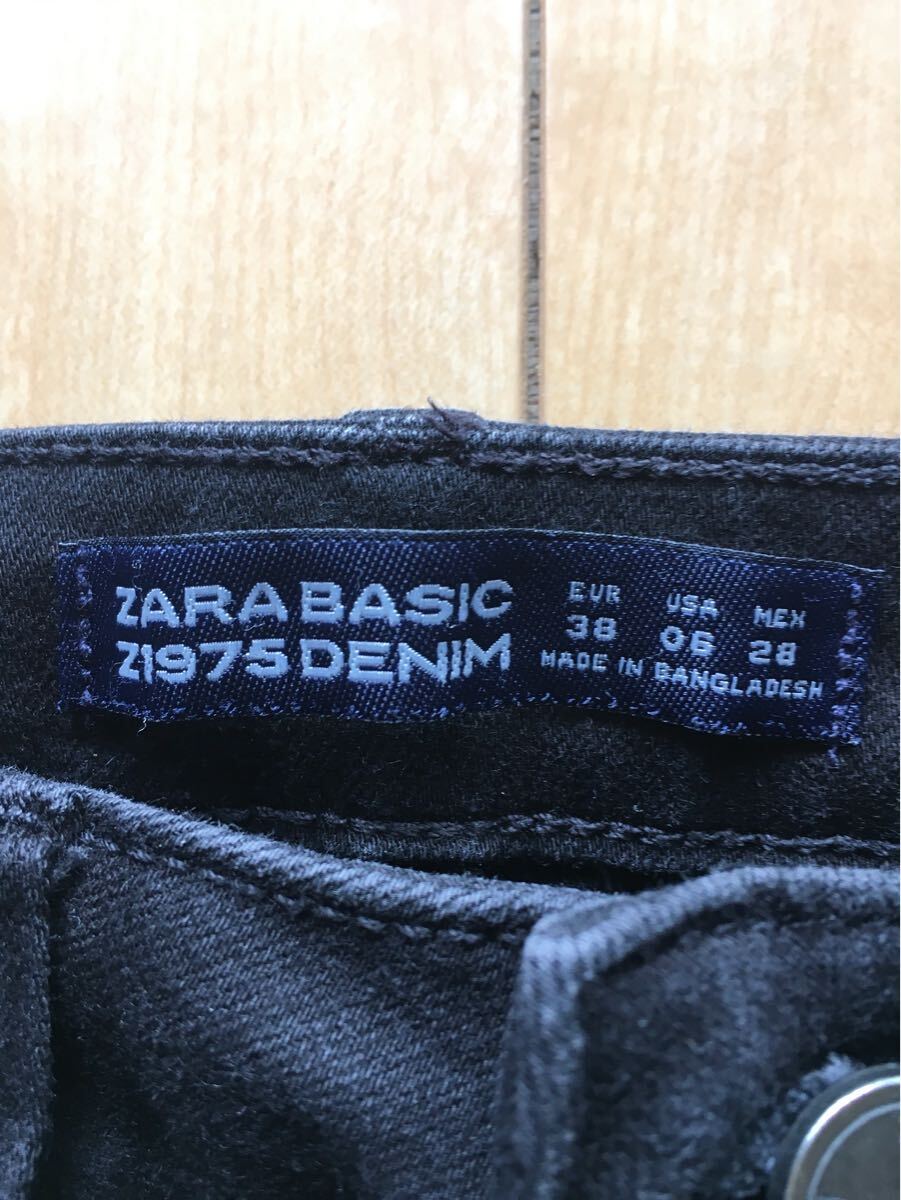 ZARA BASIC
Z1975 DENIM
EUR USA MEX
38 06 28
MADE IN BANGLADESH